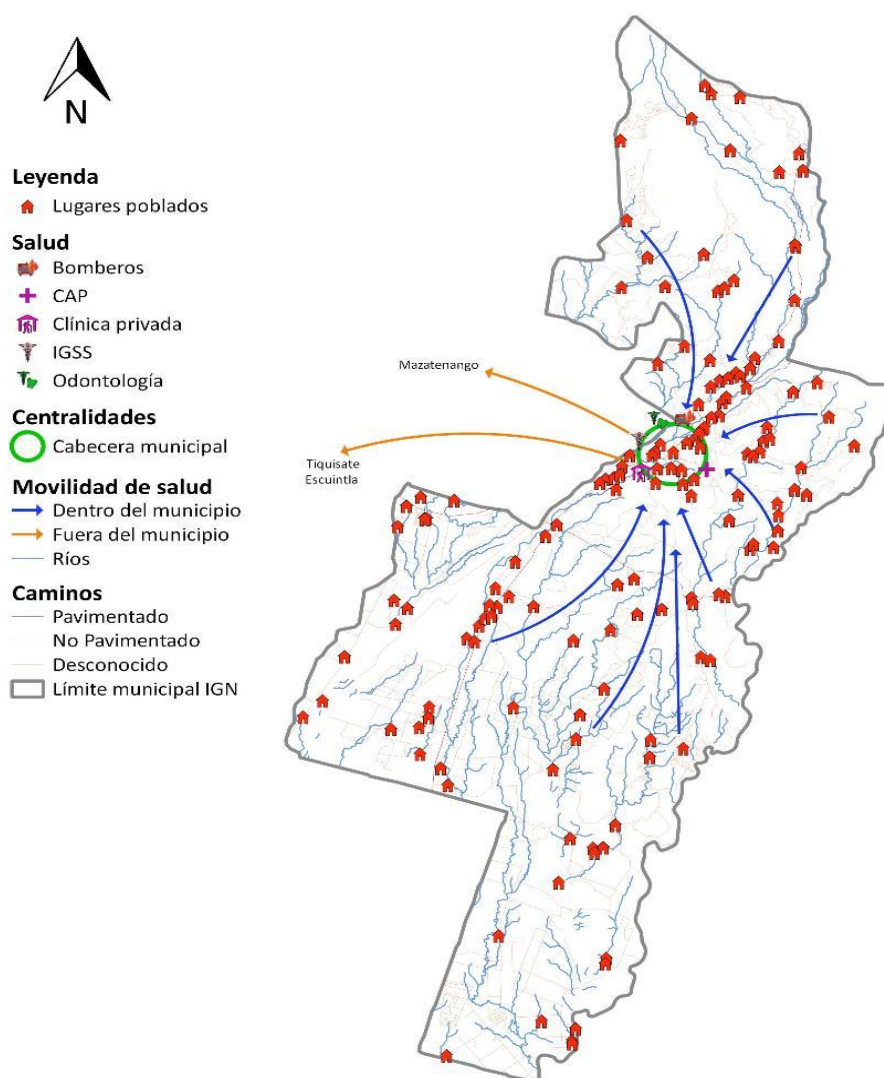 N
Leyenda
Lugares poblados
Salud
Bomberos
CAP
Clínica privada
IGSS
Odontología
Centralidades
Cabecera municipal
Movilidad de salud
Dentro del municipio
Fuera del municipio
Ríos
Caminos
Pavimentado
No Pavimentado
Desconocido
Límite municipal IGN
Mazatenango
Tiquisate
Escuintla